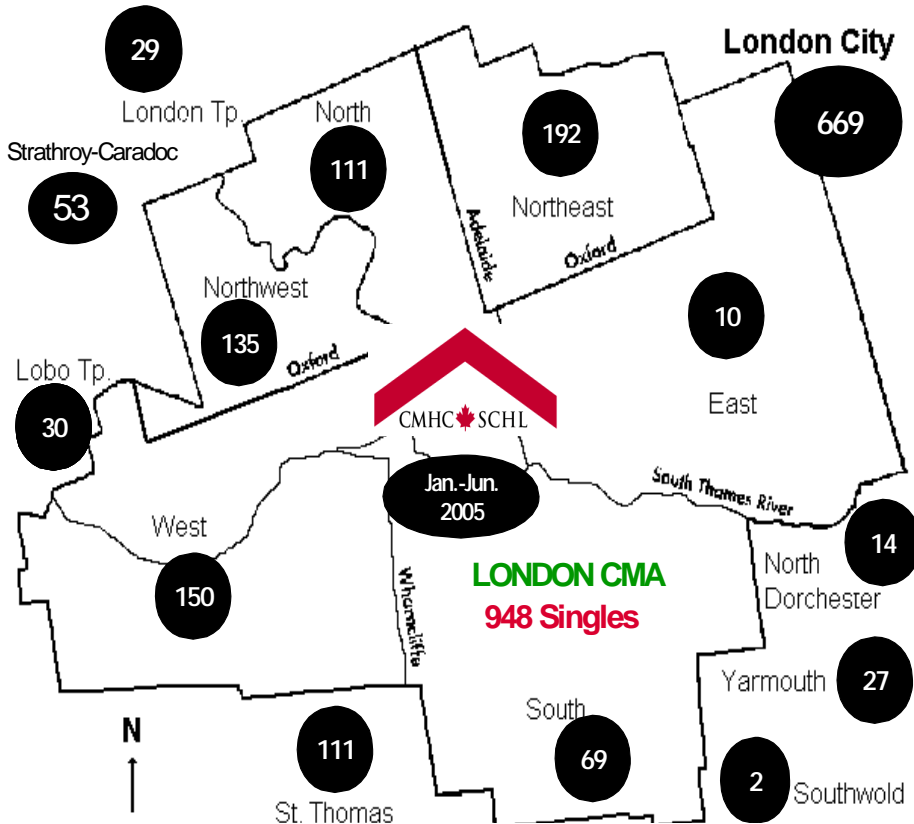 29
London Tp.
North
111
192
Northeast
London City
669
Strathroy-Caradoc
53
Adelaide
Oxford
Northwest
135
Oxford
10
East
Lobo Tp.
30
CMHC SCHL
Jan.-Jun.
2005
South Thames River
West
150
Wharncliffe
LONDON CMA
948 Singles
14
North
Dorchester
Yarmouth
27
N
111
St. Thomas
South
69
2
Southwold